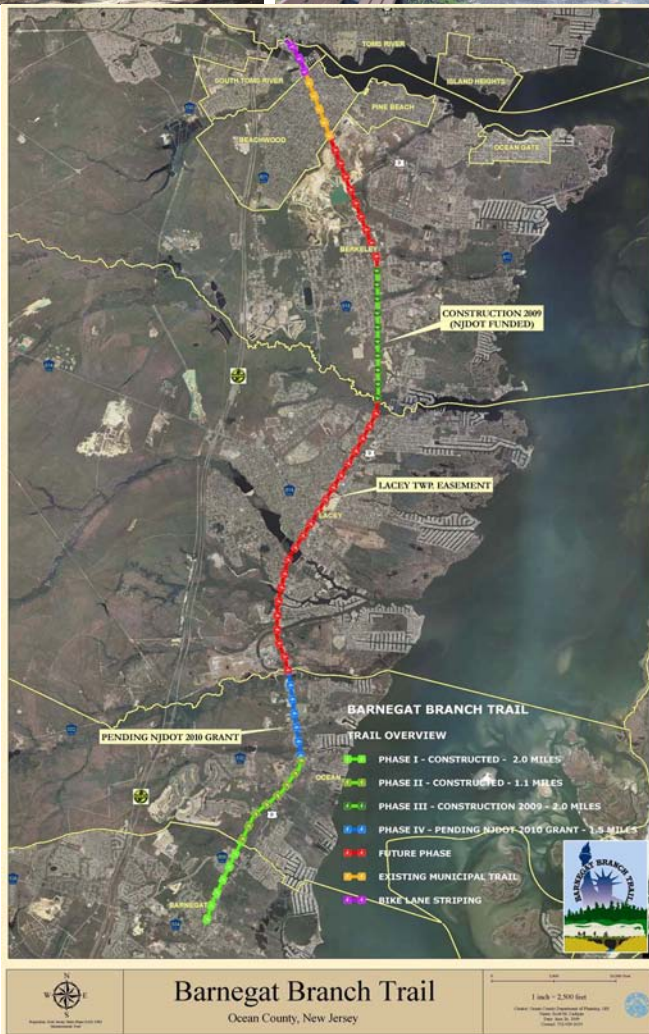 TOMS RIVER
SOUTH TOMS RIVER
ISLAND HEIGHTS
PINE BEACH
BEACHWOOD
OCEAN GATE
BERKELEY
CONSTRUCTION 2009
(NJDOT FUNDED)
LACEY TWP. EASEMENT
LACEY
PENDING NJDOT 2010 GRANT
OCEAN
BARNEGAT
BARNEGAT BRANCH TRAIL
TRAIL OVERVIEW
PHASE I - CONSTRUCTED - 2.0 MILES
PHASE II - CONSTRUCTED - 1.1 MILES
PHASE III - CONSTRUCTION 2009 - 2.0 MILES
PHASE IV - PENDING NJDOT 2010 GRANT - 1.5 MILES
FUTURE PHASE
EXISTING MUNICIPAL TRAIL
BIKE LANE STRIPING
BARNEGAT BRANCH TRAIL
N
W E
S
Barnegat Branch Trail
Ocean County, New Jersey
1 inch = 2,500 feet